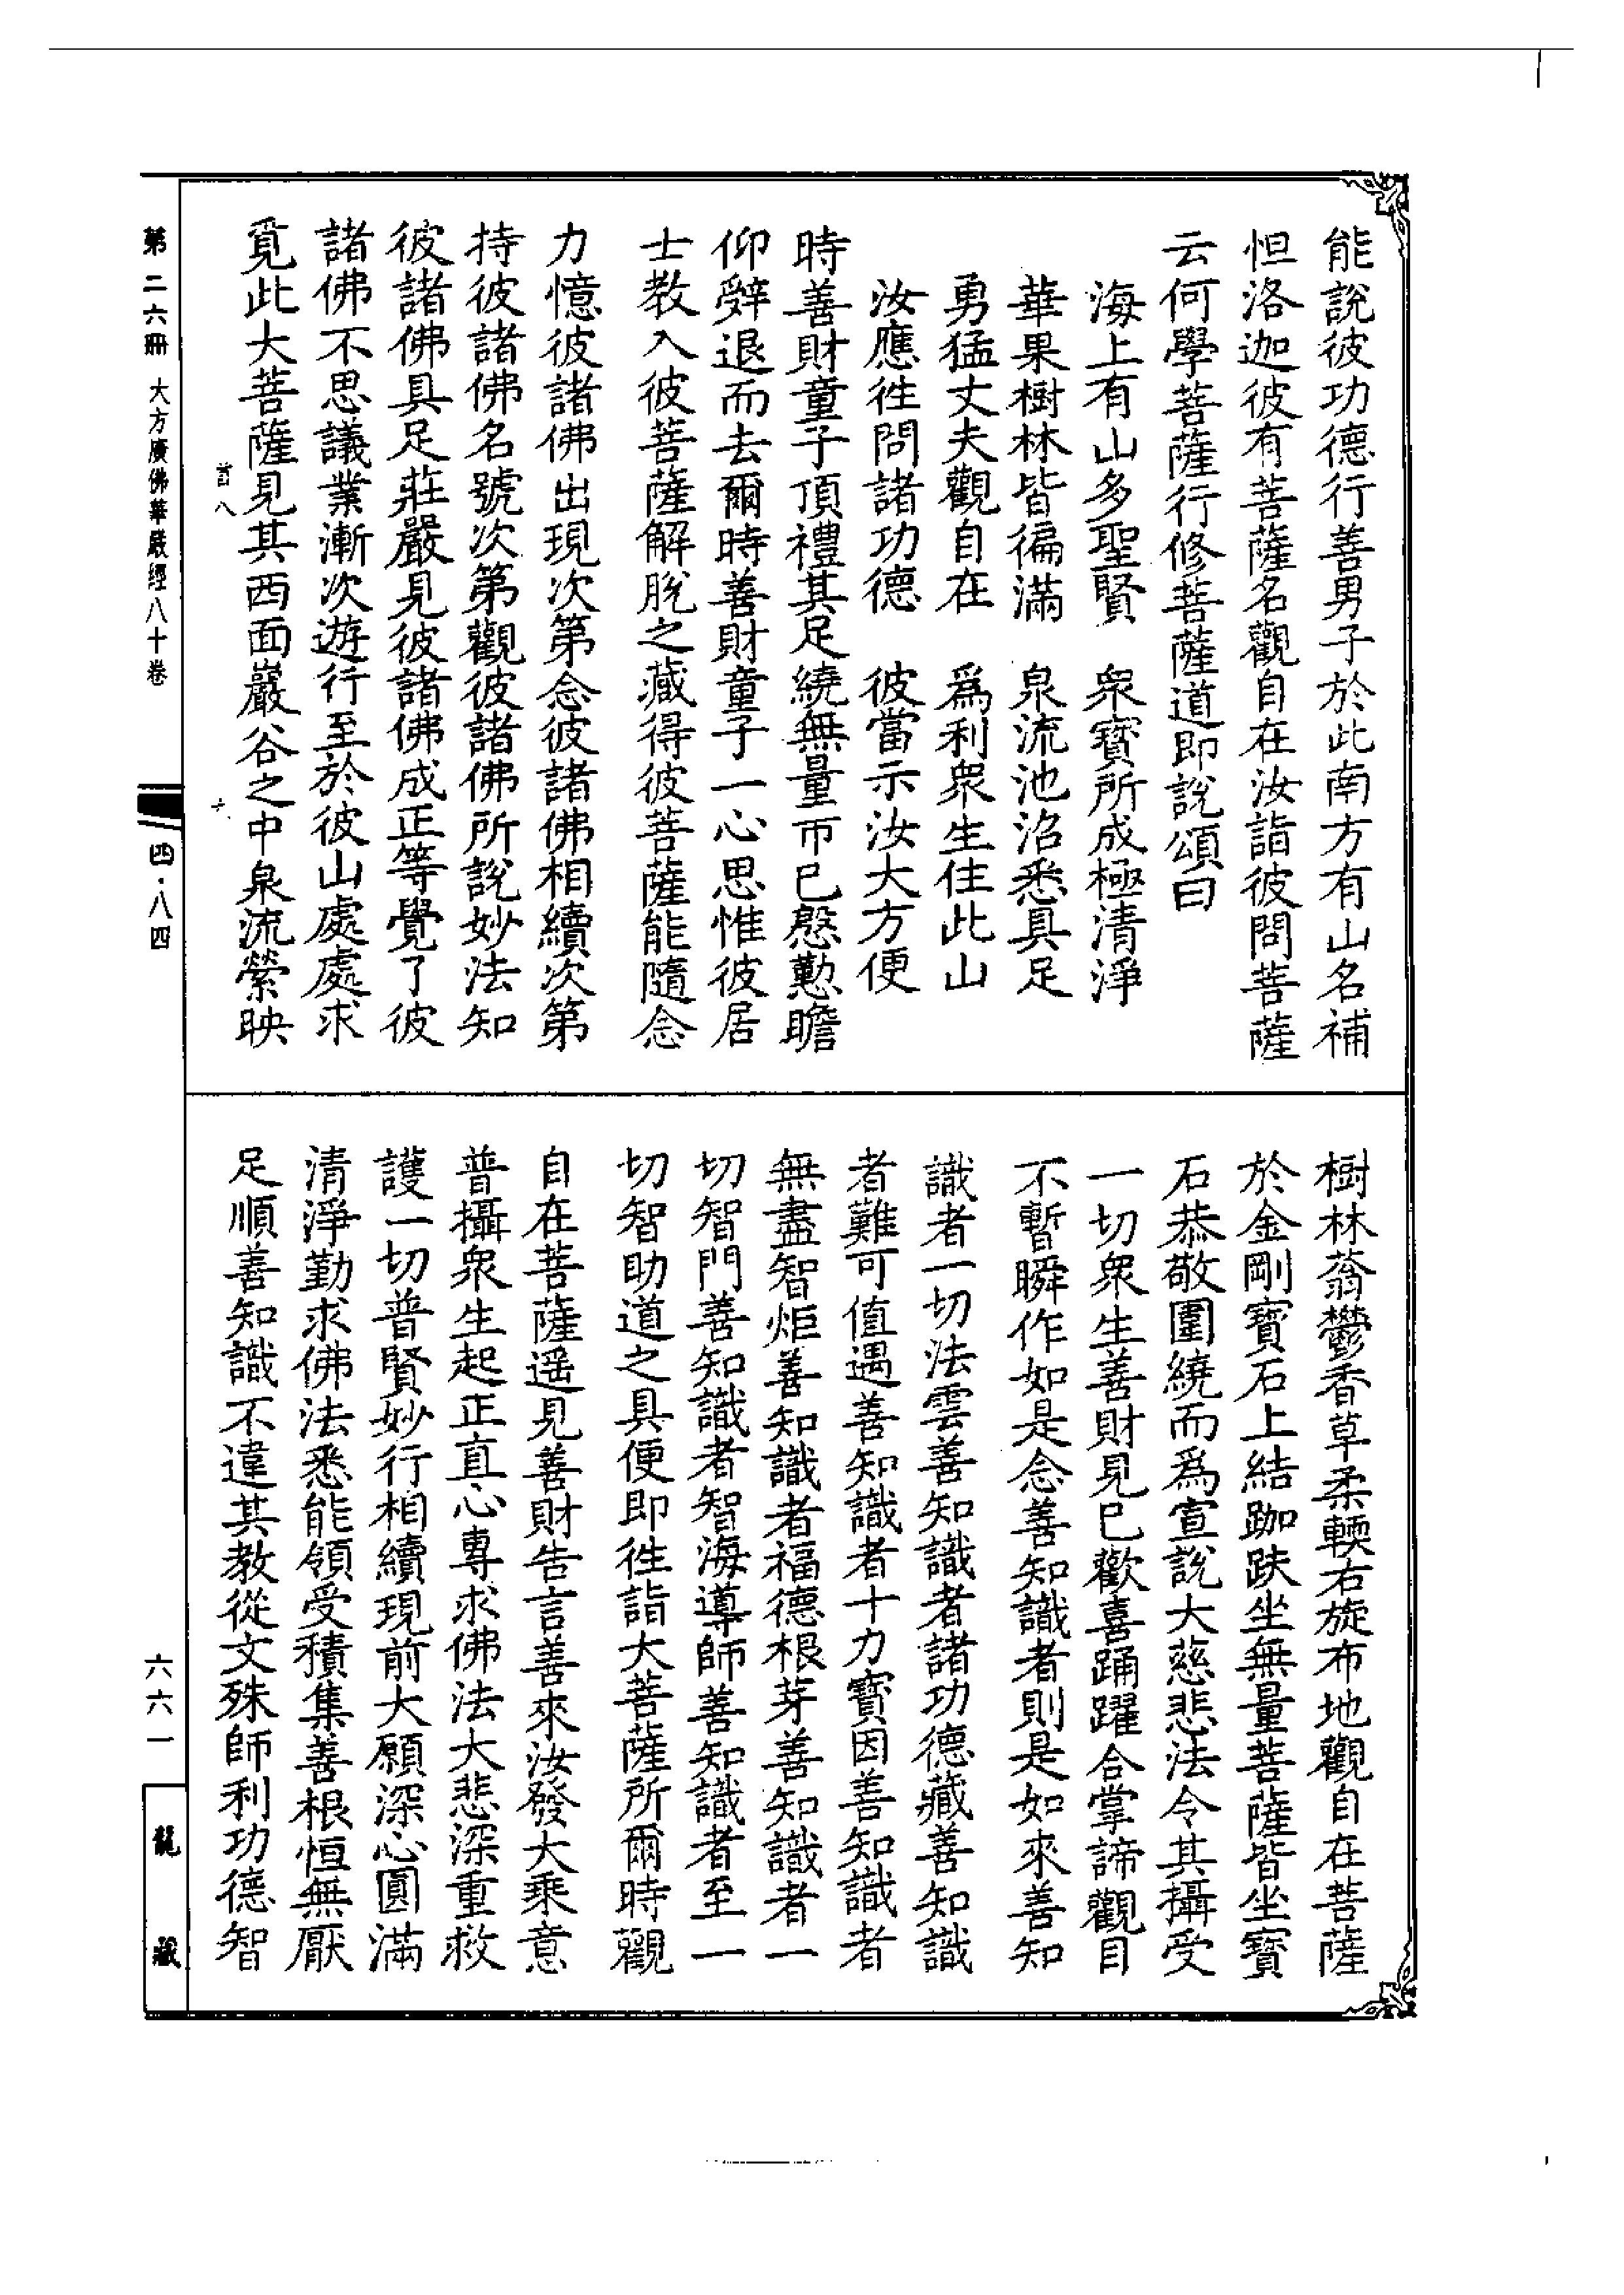 能說彼功德行善男子於此南方有山名補
怛洛迦彼有菩薩名觀自在汝詣彼問菩薩
云何學菩薩行修菩薩道即說頌曰
海上有山多聖賢　衆寶所成極清淨
華果樹林皆徧滿　泉流池沼悉具足
勇猛丈夫觀自在　爲利衆生住此山
汝應徃問諸功德　彼當示汝大方便
時善財童子頂禮其足繞無量帀已慇懃瞻
仰辤退而去爾時善財童子一心思惟彼居
士教入彼菩薩解脫之藏得彼菩薩能隨念
力憶彼諸佛出現次第念彼諸佛相續次第
持彼諸佛名號次第觀彼諸佛所說妙法知
彼諸佛具足莊嚴見彼諸佛成正等覺了彼
諸佛不思議業漸次遊行至於彼山處處求
覓此大菩薩見其西面巖谷之中泉流縈映
首八
六
樹林蓊鬱香草柔輭右旋布地觀自在菩薩
於金剛寶石上結跏趺坐無量菩薩皆坐寶
石恭敬圍繞而爲宣說大慈悲法令其攝受
一切衆生善財見已歡喜踊躍合掌諦觀目
不暫瞬作如是念善知識者則是如來善知
識者一切法雲善知識者諸功德藏善知識
者難可值遇善知識者十力寶因善知識者
無盡智炬善知識者福德根芽善知識者一
切智門善知識者智海導師善知識者至一
切智助道之具便即徃詣大菩薩所爾時觀
自在菩薩遥見善財告言善來汝發大乘意
普攝衆生起正直心專求佛法大悲深重救
護一切普賢妙行相續現前大願深心圓滿
清淨勤求佛法悉能領受積集善根恒無厭
足順善知識不違其教從文殊師利功德智
第二六冊　大方廣佛華嚴經八十卷
四·八四
六六一
龍藏